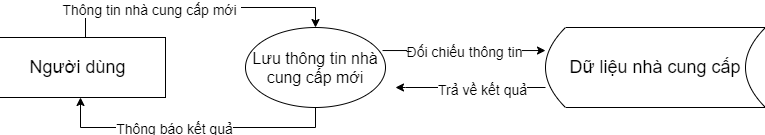 Thông tin nhà cung cấp mới
Người dùng
Lưu thông tin nhà
cung cấp mới
Đối chiếu thông tin
Trả về kết quả
Dữ liệu nhà cung cấp
Thông báo kết quả